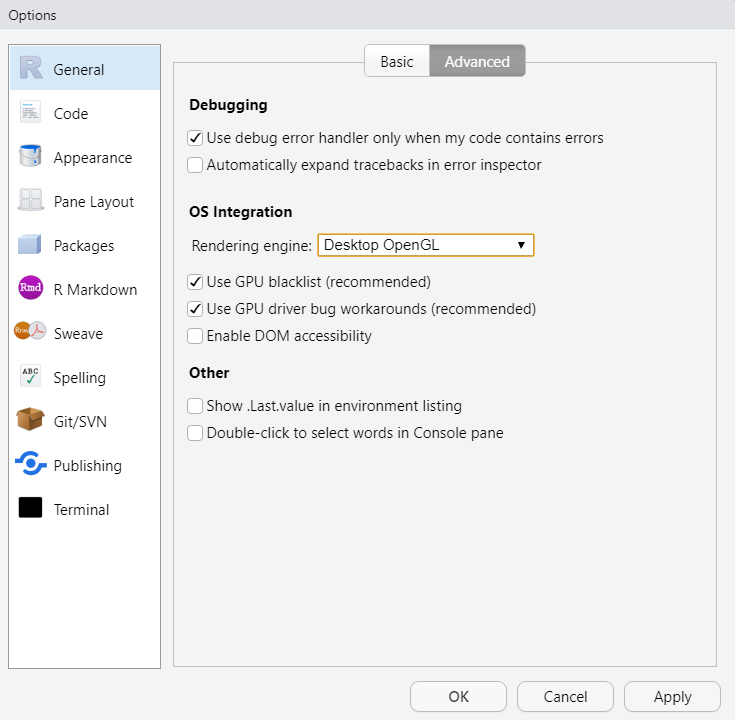 Options
General
Code
Appearance
Pane Layout
Packages
Rmd R Markdown
Rnw Sweave
ABC Spelling
Git/SVN
Publishing
Terminal
Basic Advanced
Debugging
Use debug error handler only when my code contains errors
Automatically expand tracebacks in error inspector
OS Integration
Rendering engine: Desktop OpenGL
Use GPU blacklist (recommended)
Use GPU driver bug workarounds (recommended)
Enable DOM accessibility
Other
Show .Last.value in environment listing
Double-click to select words in Console pane
OK Cancel Apply